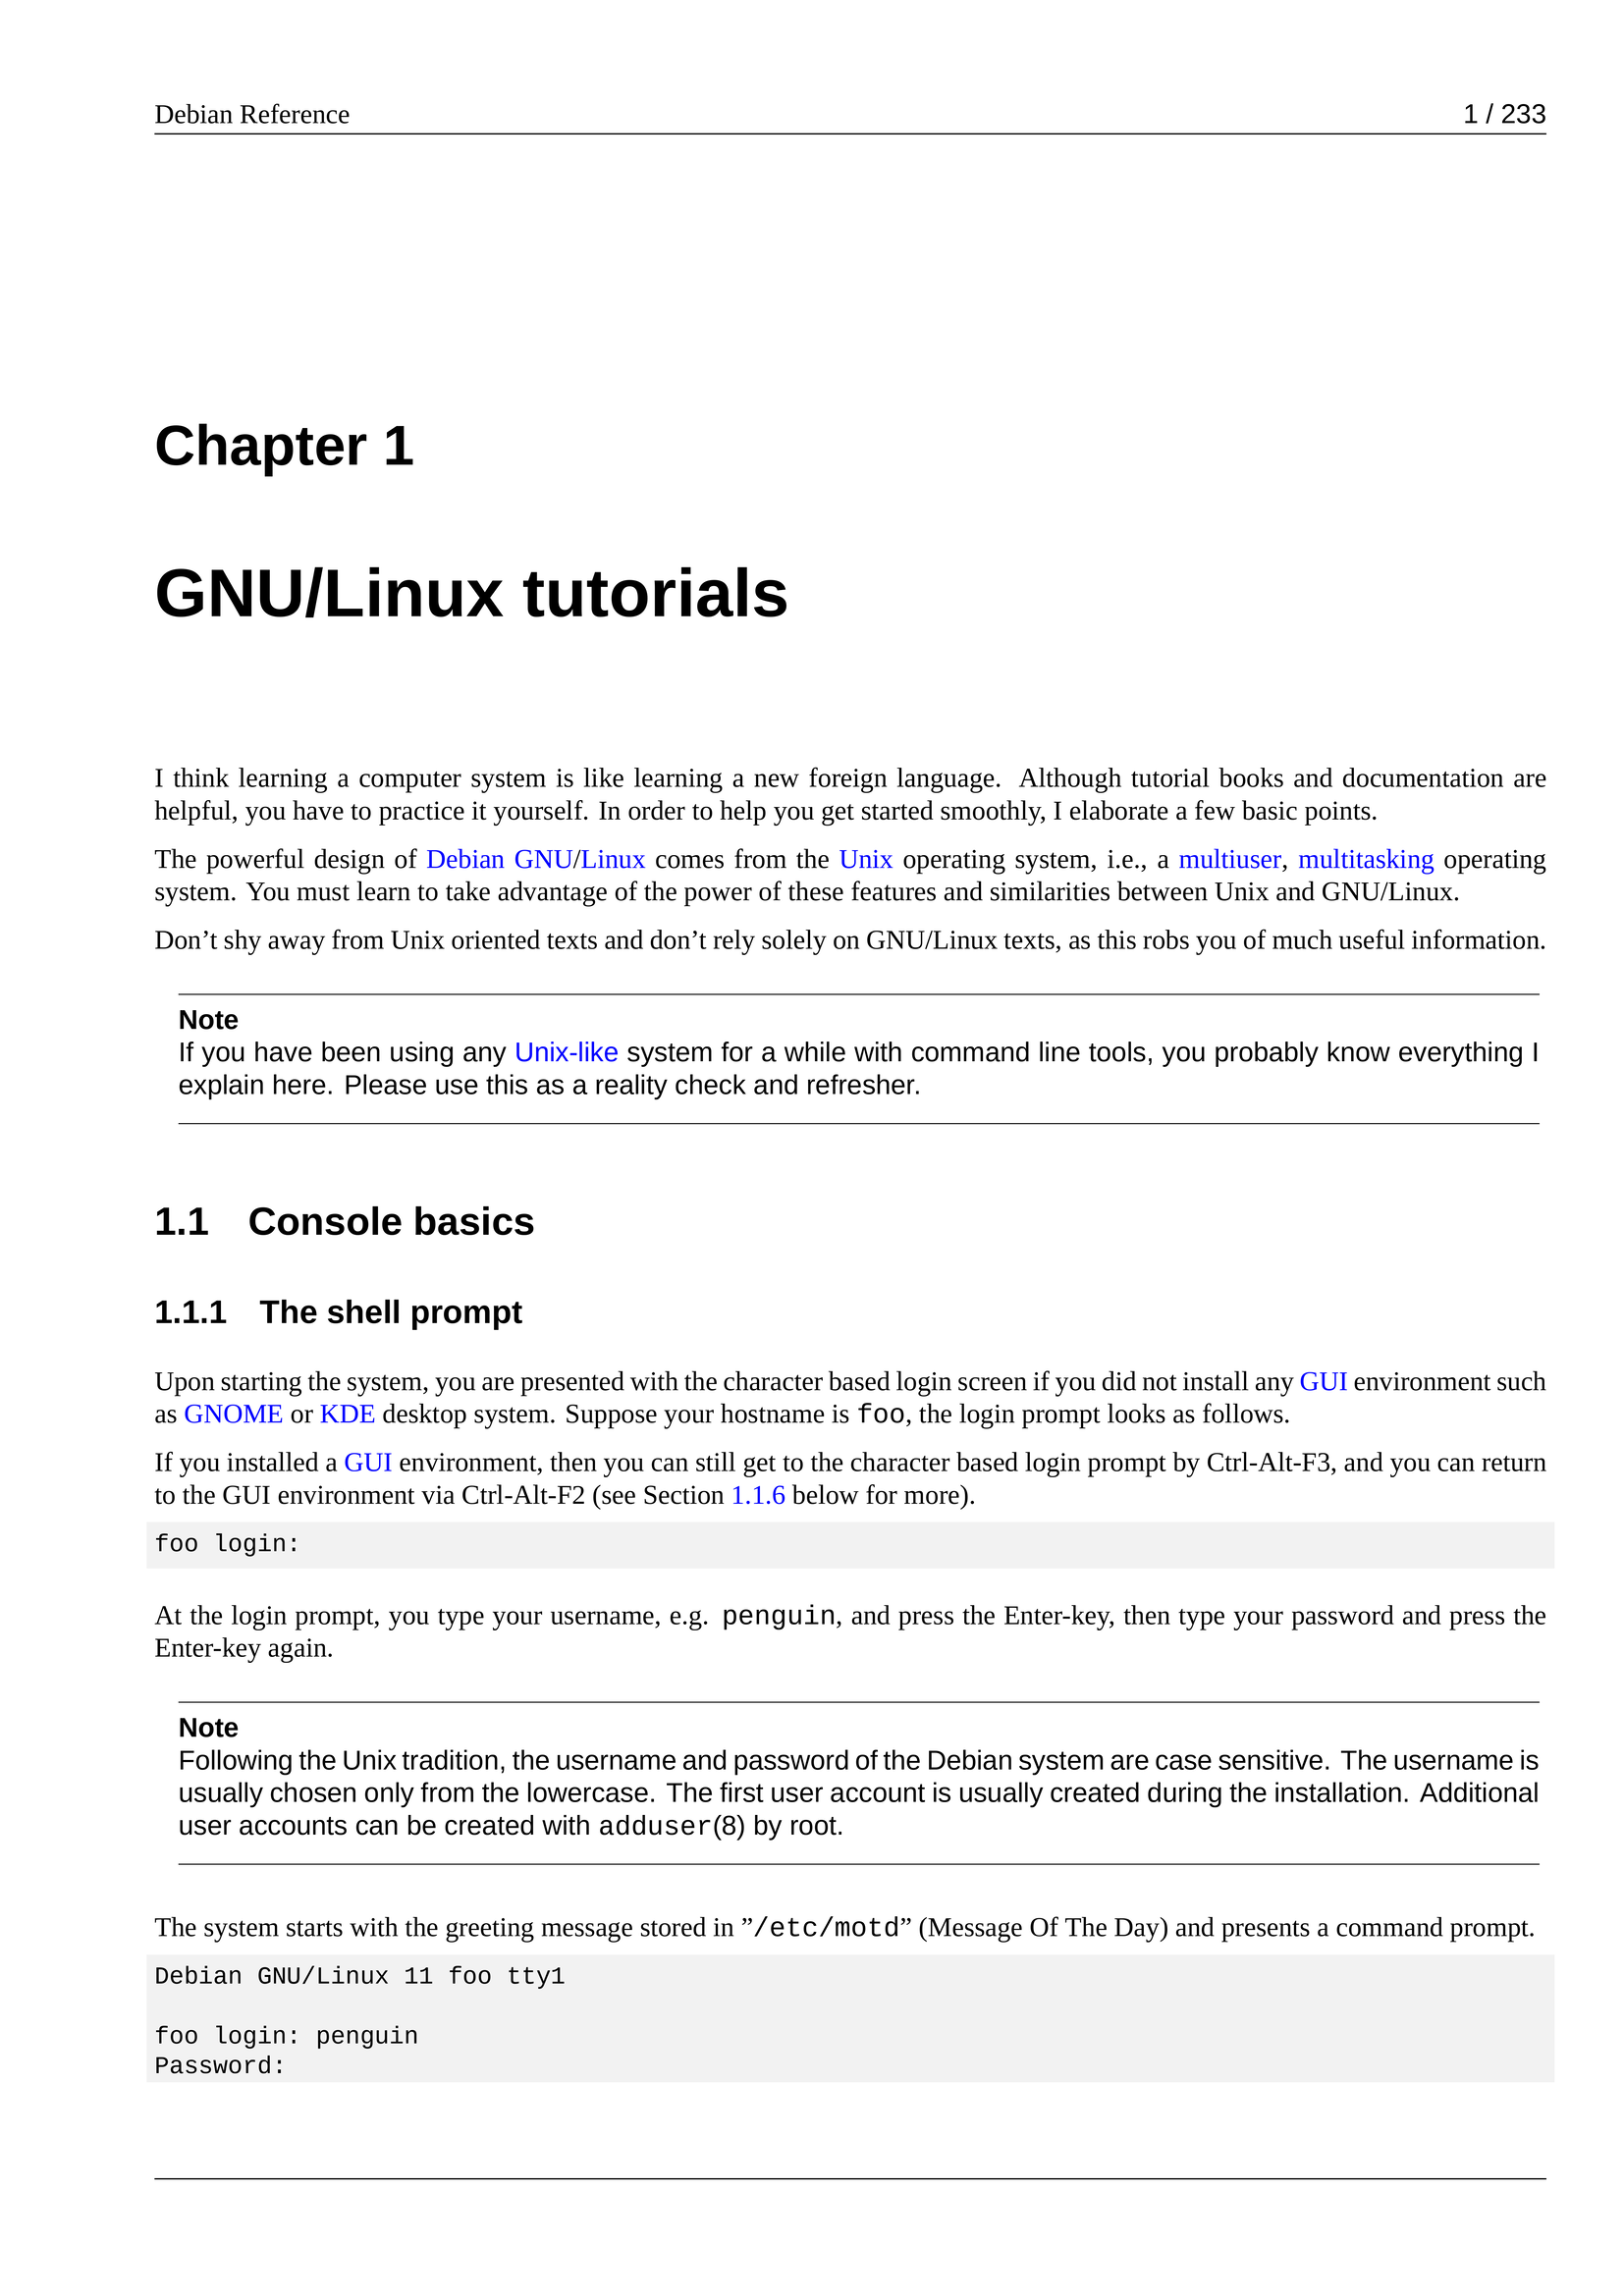 Debian Reference 1 / 233
Chapter 1
GNU/Linux tutorials
I think learning a computer system is like learning a new foreign language. Although tutorial books and documentation are
helpful, you have to practice it yourself. In order to help you get started smoothly, I elaborate a few basic points.
The powerful design of Debian GNU/Linux comes from the Unix operating system, i.e., a multiuser, multitasking operating
system. You must learn to take advantage of the power of these features and similarities between Unix and GNU/Linux.
Don’t shy away from Unix oriented texts and don’t rely solely on GNU/Linux texts, as this robs you of much useful information.
Note
If you have been using any Unix-like system for a while with command line tools, you probably know everything I
explain here. Please use this as a reality check and refresher.
1.1 Console basics
1.1.1 The shell prompt
Upon starting the system, you are presented with the character based login screen if you did not install any GUI environment such
as GNOME or KDE desktop system. Suppose your hostname is foo, the login prompt looks as follows.
If you installed a GUI environment, then you can still get to the character based login prompt by Ctrl-Alt-F3, and you can return
to the GUI environment via Ctrl-Alt-F2 (see Section 1.1.6 below for more).
foo login:
At the login prompt, you type your username, e.g. penguin, and press the Enter-key, then type your password and press the
Enter-key again.
Note
Following the Unix tradition, the username and password of the Debian system are case sensitive. The username is
usually chosen only from the lowercase. The first user account is usually created during the installation. Additional
user accounts can be created with adduser(8) by root.
The system starts with the greeting message stored in ”/etc/motd” (Message Of The Day) and presents a command prompt.
Debian GNU/Linux 11 foo tty1
foo login: penguin
Password: